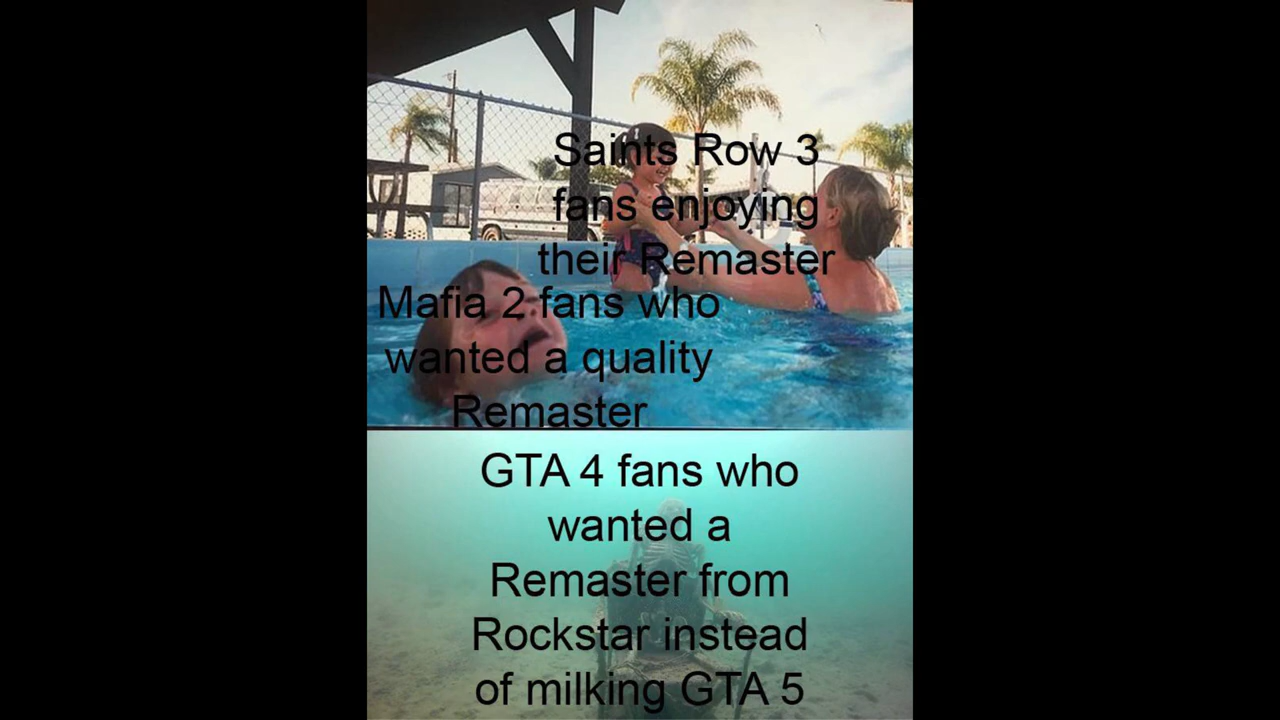 Saints Row 3
fans enjoying
their Remaster
Mafia 2 fans who
wanted a quality
Remaster
GTA 4 fans who
wanted a
Remaster from
Rockstar instead
of milking GTA 5